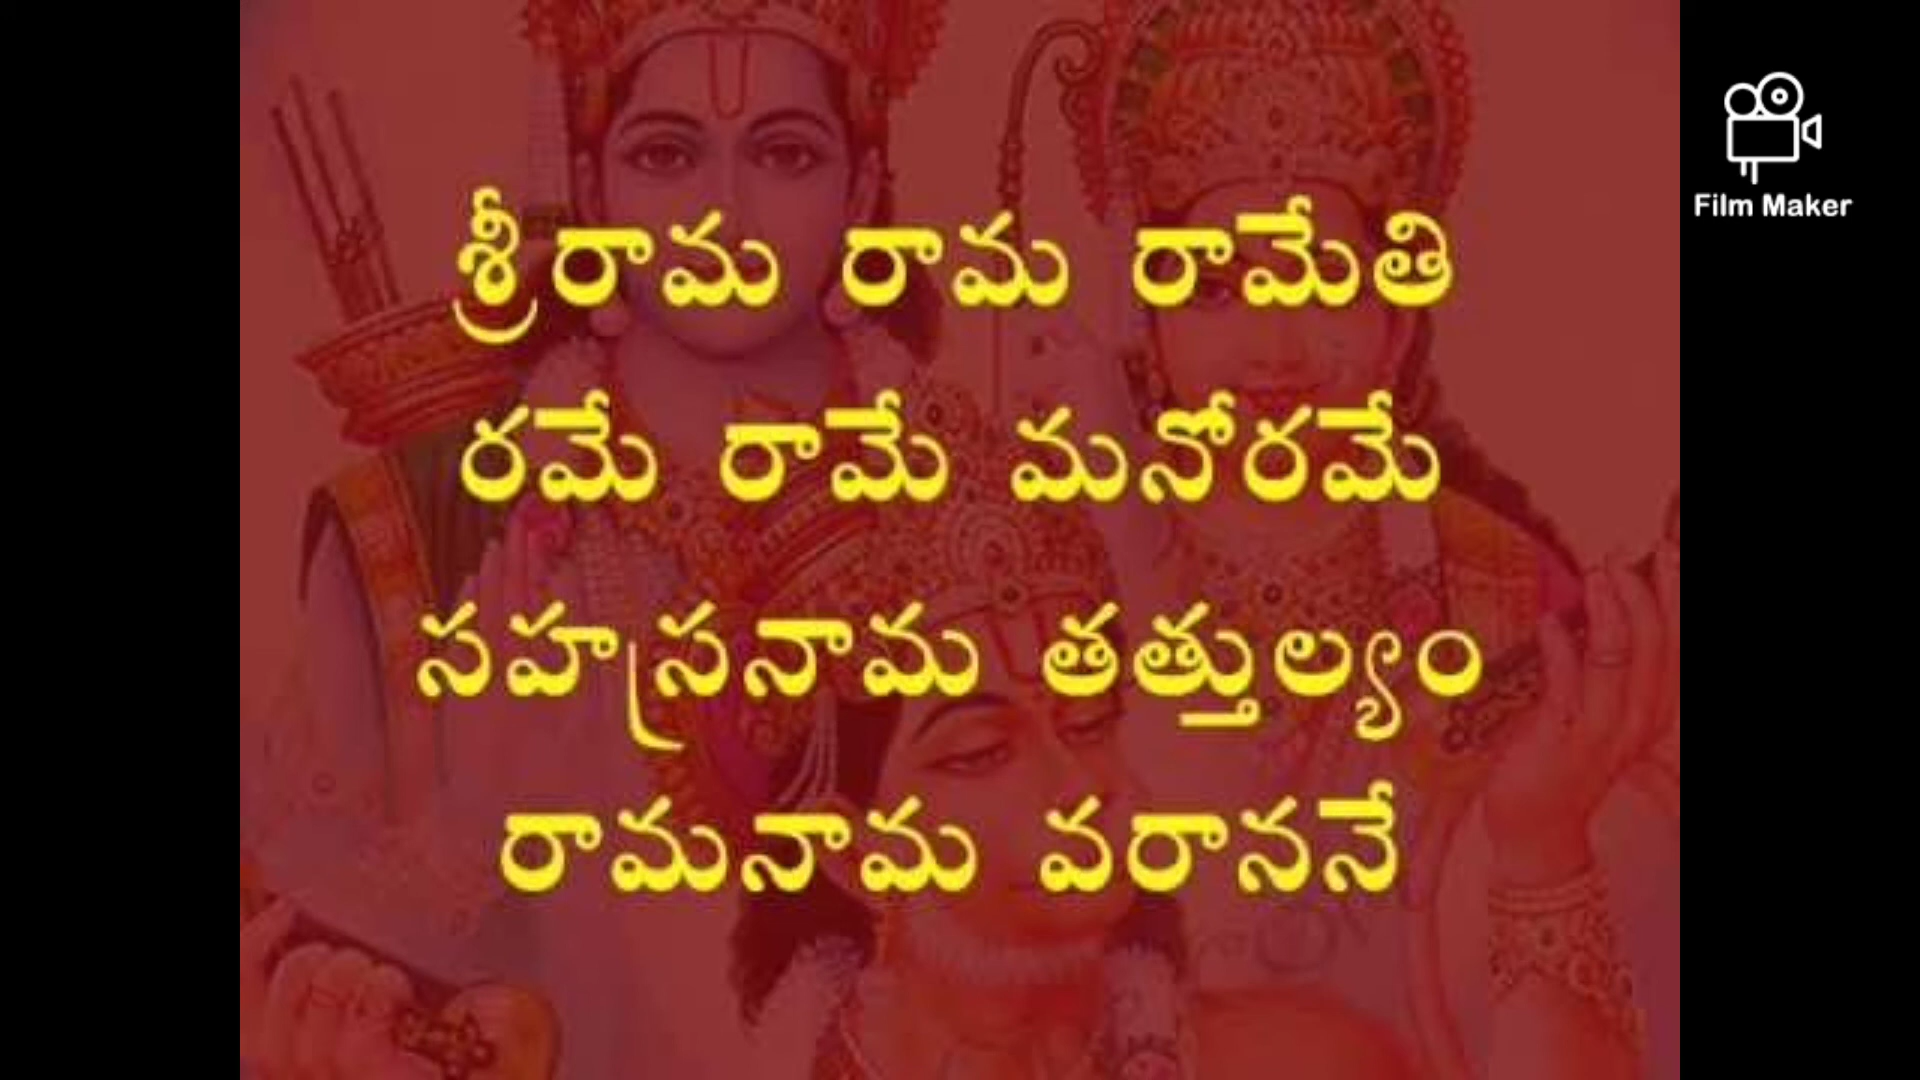 శ్రీరామ రామ రామేతి
రమే రామే మనోరమే
సహస్రనామ తత్తుల్యం
రామనామ వరాననే
Film Maker